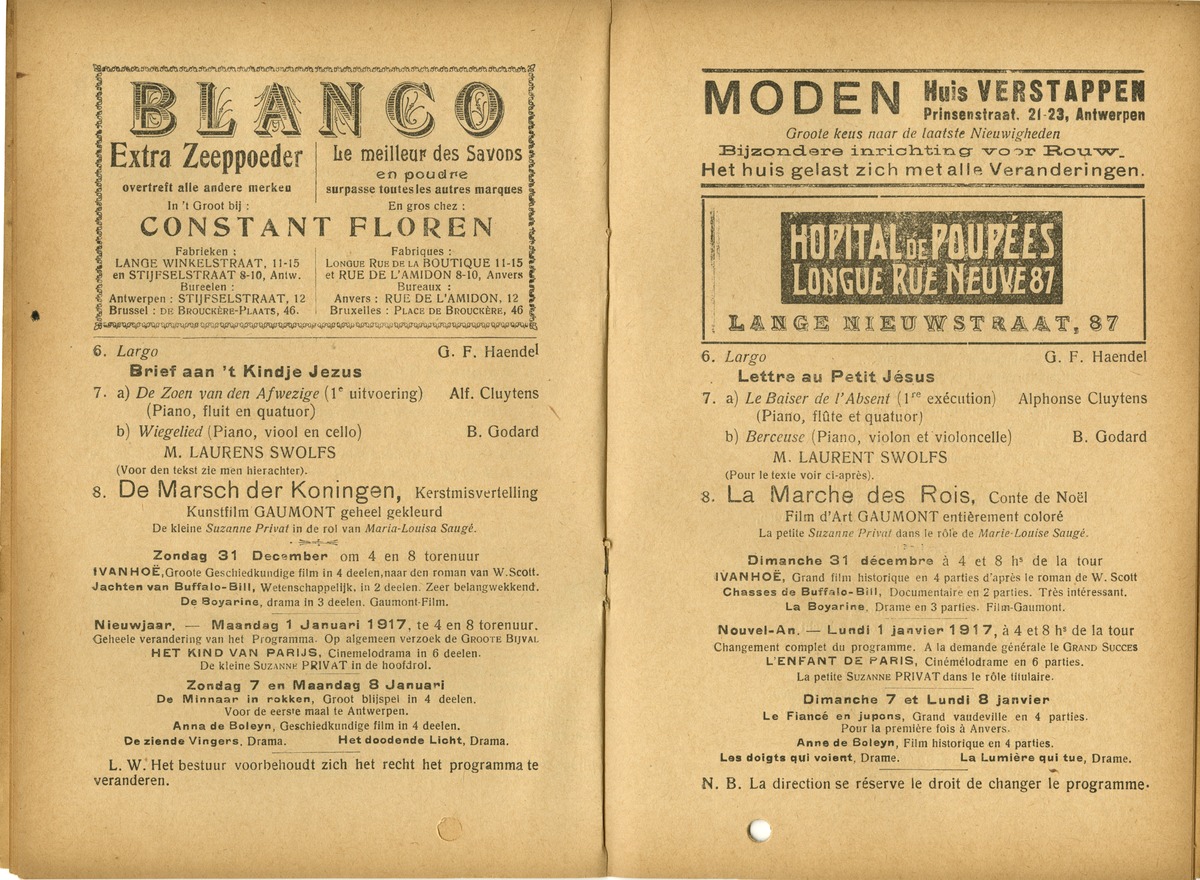 BLANCO
Extra Zeeppoeder
overtreft alle andere merken
Le meilleur des Savons
en poudre
surpasse toutes les autres marques
In 't Groot bij :
En gros chez :
CONSTANT FLOREN
Fabrieken :
LANGE WINKELSTRAAT, 11-15
en STIJFSELSTRAAT 8-10, Antw.
Bureelen :
Antwerpen : STIJFSELSTRAAT, 12
Brussel : DE BROUCKÈRE-PLAATS, 46.
Fabriques :
LONGUE RUE DE LA BOUTIQUE 11-15
et RUE DE L'AMIDON 8-10, Anvers
Bureaux :
Anvers : RUE DE L'AMIDON, 12
Bruxelles : PLACE DE BROUCKÈRE, 46
6. Largo G. F. Haendel
Brief aan 't Kindje Jezus
7. a) De Zoen van den Afwezige (1e uitvoering) Alf. Cluytens
(Piano, fluit en quatuor)
b) Wiegelied (Piano, viool en cello) B. Godard
M. LAURENS SWOLFS
(Voor den tekst zie men hierachter).
8. De Marsch der Koningen, Kerstmisvertelling
Kunstfilm GAUMONT geheel gekleurd
De kleine Suzanne Privat in de rol van Maria-Louisa Saugé.
Zondag 31 December om 4 en 8 torenuur
IVANHOË, Groote Geschiedkundige film in 4 deelen, naar den roman van W. Scott.
Jachten van Buffalo-Bill, Wetenschappelijk. in 2 deelen. Zeer belangwekkend.
De Boyarine, drama in 3 deelen. Gaumont-Film.
Nieuwjaar. — Maandag 1 Januari 1917, te 4 en 8 torenuur.
Geheele verandering van het Programma. Op algemeen verzoek de GROOTE BIJVAL
HET KIND VAN PARIJS, Cinemelodrama in 6 deelen.
De kleine SUZANNE PRIVAT in de hoofdrol.
Zondag 7 en Maandag 8 Januari
De Minnaar in rokken, Groot blijspel in 4 deelen.
Voor de eerste maal te Antwerpen.
Anna de Boleyn, Geschiedkundige film in 4 deelen.
De ziende Vingers, Drama. Het doodende Licht, Drama.
L. W. Het bestuur voorbehoudt zich het recht het programma te
veranderen.
MODEN Huis VERSTAPPEN
Prinsenstraat. 21-23, Antwerpen
Groote keus naar de laatste Nieuwigheden
Bijzondere inrichting voor Rouw.
Het huis gelast zich met alle Veranderingen.
HOPITAL DE POUPÉES
LONGUE RUE NEUVE 87
LANGE NIEUWSTRAAT, 87
6. Largo G. F. Haendel
Lettre au Petit Jésus
7. a) Le Baiser de l'Absent (1re exécution) Alphonse Cluytens
(Piano, flûte et quatuor)
b) Berceuse (Piano, violon et violoncelle) B. Godard
M. LAURENT SWOLFS
(Pour le texte voir ci-après).
8. La Marche des Rois, Conte de Noël
Film d'Art GAUMONT entièrement coloré
La petite Suzanne Privat dans le rôle de Marie-Louise Saugé.
Dimanche 31 décembre à 4 et 8 hs de la tour
IVANHOË, Grand film historique en 4 parties d'après le roman de W. Scott
Chasses de Buffalo-Bill, Documentaire en 2 parties. Très intéressant.
La Boyarine, Drame en 3 parties. Film-Gaumont.
Nouvel-An. — Lundi 1 janvier 1917, à 4 et 8 hs de la tour
Changement complet du programme. A la demande générale le GRAND SUCCES
L'ENFANT DE PARIS, Cinémélodrame en 6 parties.
La petite SUZANNE PRIVAT dans le rôle titulaire.
Dimanche 7 et Lundi 8 janvier
Le Fiancé en jupons, Grand vaudeville en 4 parties.
Pour la première fois à Anvers.
Anne de Boleyn, Film historique en 4 parties.
Les doigts qui voient, Drame. La Lumière qui tue, Drame.
N. B. La direction se réserve le droit de changer le programme.